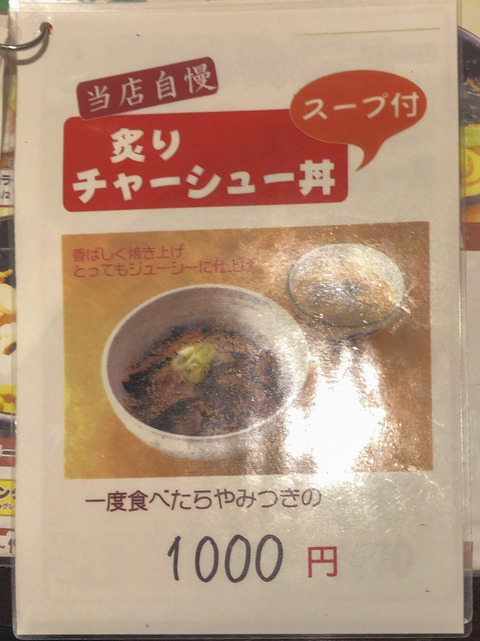 当店自慢
スープ付
炙り
チャーシュー丼
香ばしく焼き上げ
とってもジューシーに仕上げ
一度食べたらやみつきの
1000円